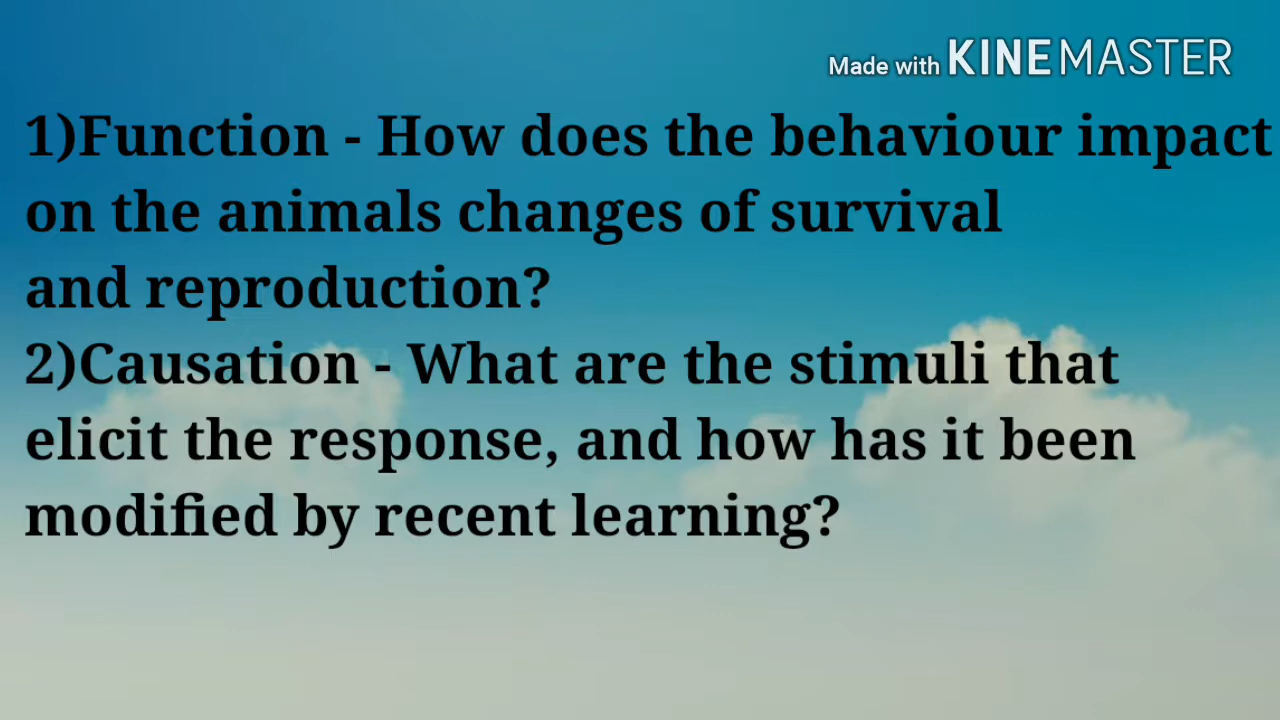 Made with KINEMASTER
1)Function - How does the behaviour impact
on the animals changes of survival
and reproduction?
2)Causation - What are the stimuli that
elicit the response, and how has it been
modified by recent learning?